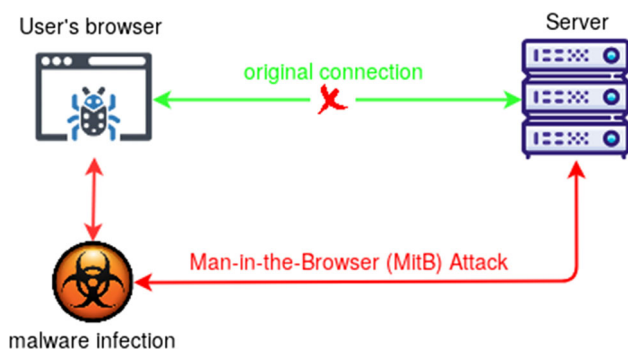 User's browser
Server
original connection
Man-in-the-Browser (MitB) Attack
malware infection